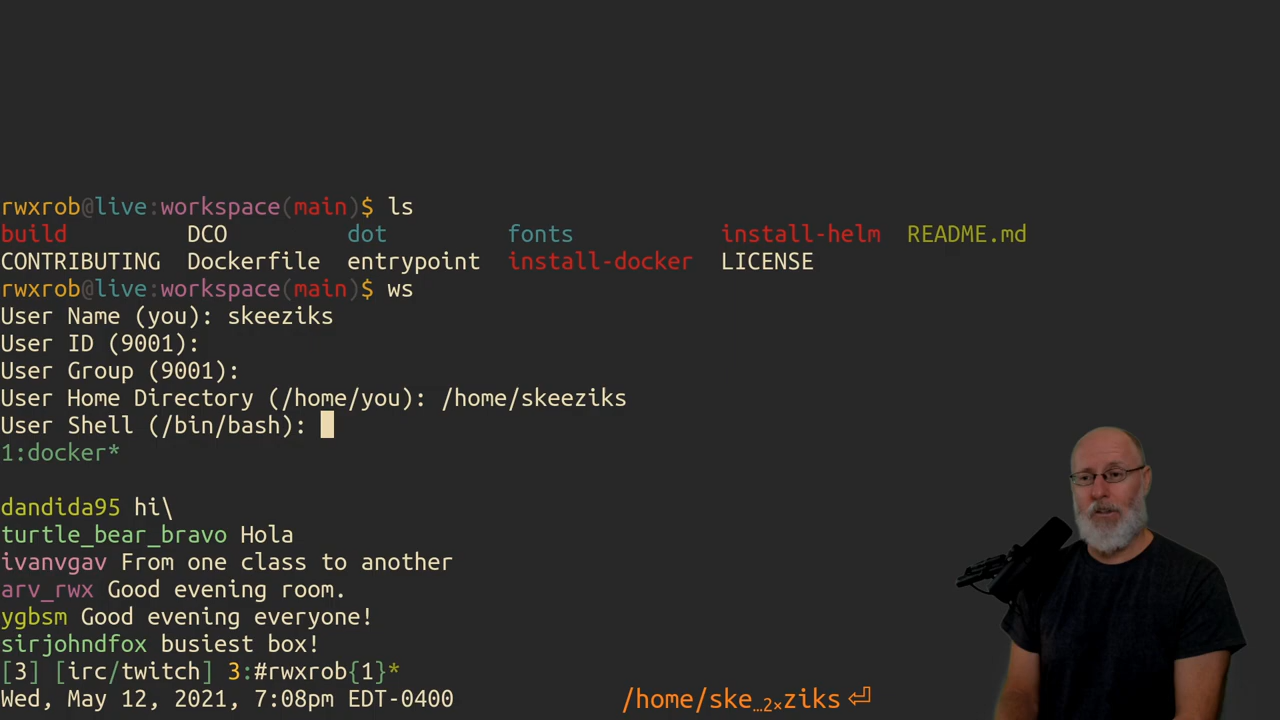 rwxrob@live:workspace(main)$ ls
build DCO dot fonts install-helm README.md
CONTRIBUTING Dockerfile entrypoint install-docker LICENSE
rwxrob@live:workspace(main)$ ws
User Name (you): skeeziks
User ID (9001):
User Group (9001):
User Home Directory (/home/you): /home/skeeziks
User Shell (/bin/bash):
1:docker*
dandida95 hi\
turtle_bear_bravo Hola
ivanvgav From one class to another
arv_rwx Good evening room.
ygbsm Good evening everyone!
sirjohndfox busiest box!
[3] [irc/twitch] 3:#rwxrob{1}*
Wed, May 12, 2021, 7:08pm EDT-0400
/home/ske…2×ziks ⏎